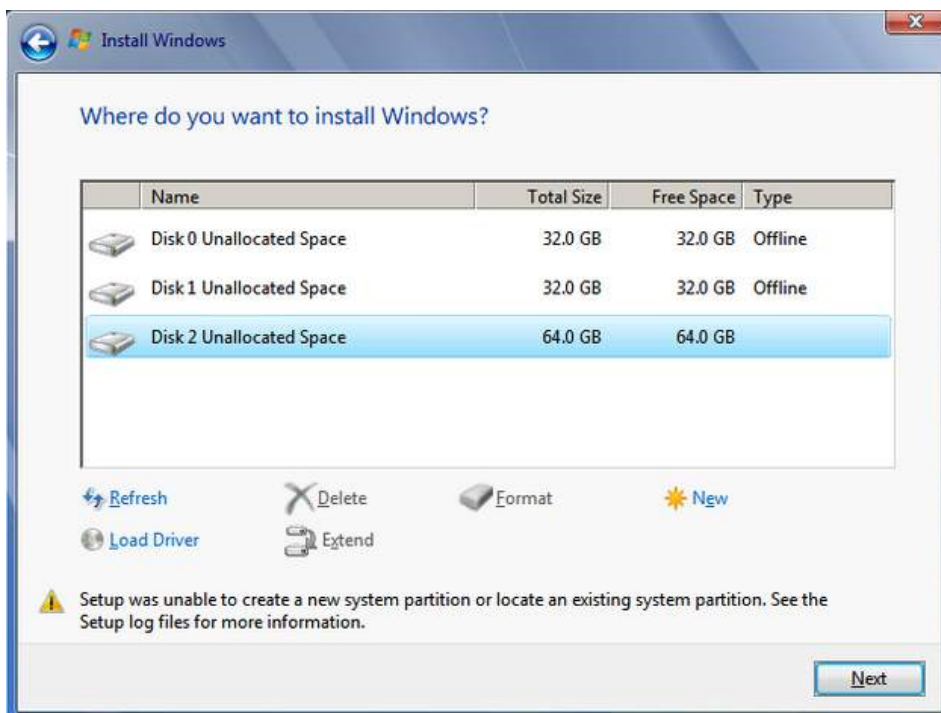 Install Windows
Where do you want to install Windows?
Name Total Size Free Space Type
Disk 0 Unallocated Space 32.0 GB 32.0 GB Offline
Disk 1 Unallocated Space 32.0 GB 32.0 GB Offline
Disk 2 Unallocated Space 64.0 GB 64.0 GB
Refresh Delete Format New
Load Driver Extend
Setup was unable to create a new system partition or locate an existing system partition. See the
Setup log files for more information.
Next